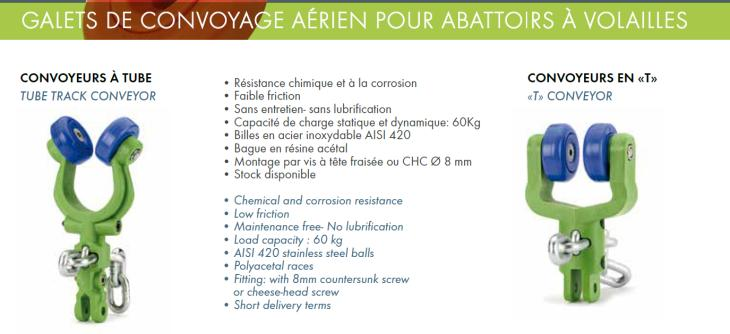 GALETS DE CONVOYAGE AÉRIEN POUR ABATTOIRS À VOLAILLES
CONVOYEURS À TUBE
TUBE TRACK CONVEYOR
• Résistance chimique et à la corrosion
• Faible friction
• Sans entretien- sans lubrification
• Capacité de charge statique et dynamique: 60Kg
• Billes en acier inoxydable AISI 420
• Bague en résine acétal
• Montage par vis à tête fraisée ou CHC Ø 8 mm
• Stock disponible
• Chemical and corrosion resistance
• Low friction
• Maintenance free- No lubrification
• Load capacity : 60 kg
• AISI 420 stainless steel balls
• Polyacetal races
• Fitting: with 8mm countersunk screw
or cheese-head screw
• Short delivery terms
CONVOYEURS EN «T»
«T» CONVEYOR